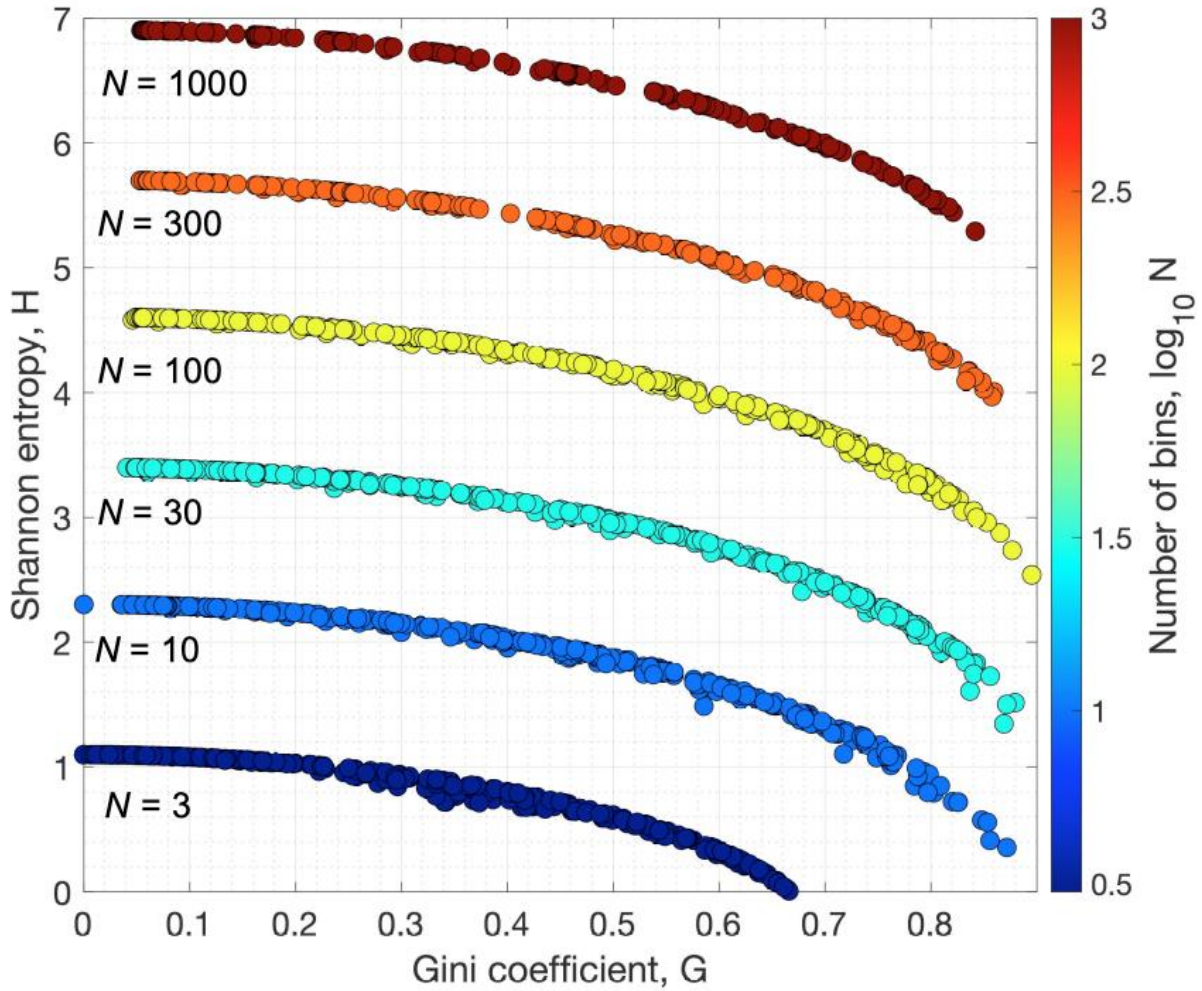 7
6
5
4
3
2
1
0
Shannon entropy, H
N = 1000
N = 300
N = 100
N = 30
N = 10
N = 3
0 0.1 0.2 0.3 0.4 0.5 0.6 0.7 0.8
Gini coefficient, G
3
2.5
2
1.5
1
0.5
Number of bins, log10 N